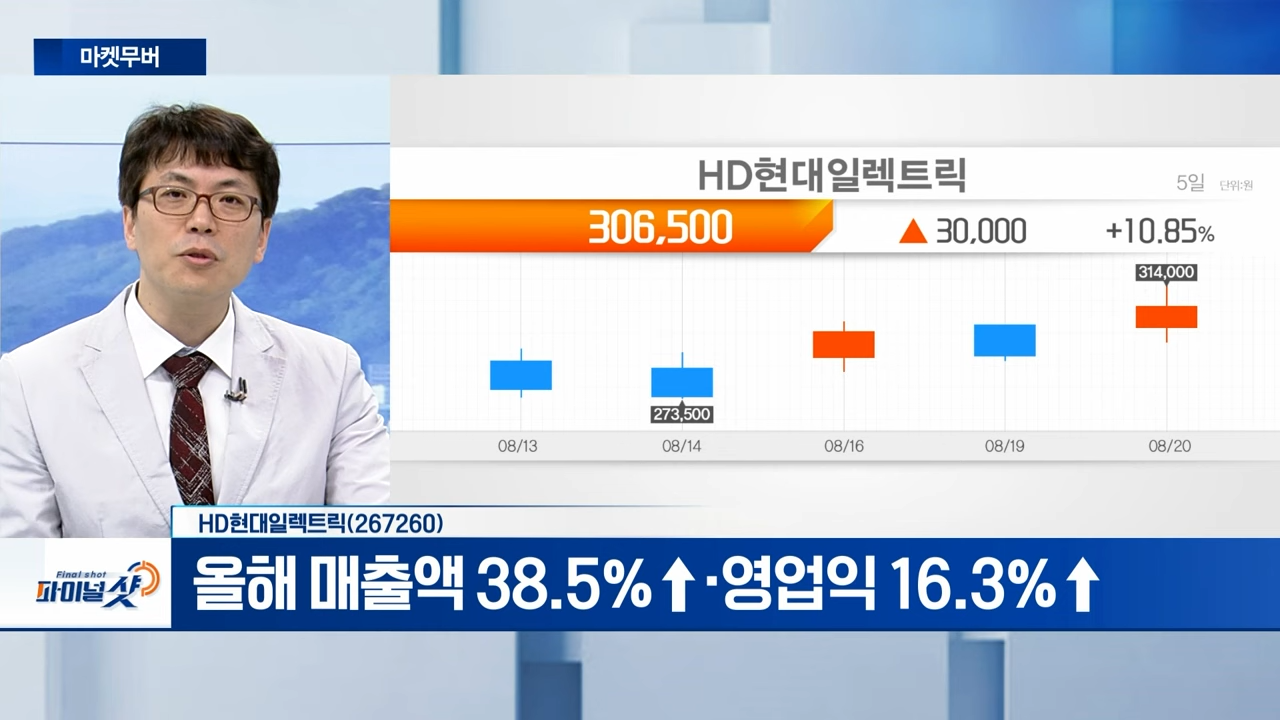 마켓무버
HD현대일렉트릭
5일 단위:원
306,500 ▲ 30,000 +10.85%
314,000
273,500
08/13 08/14 08/16 08/19 08/20
HD현대일렉트릭(267260)
Final shot
파이널샷
올해 매출액 38.5%↑·영업익 16.3%↑